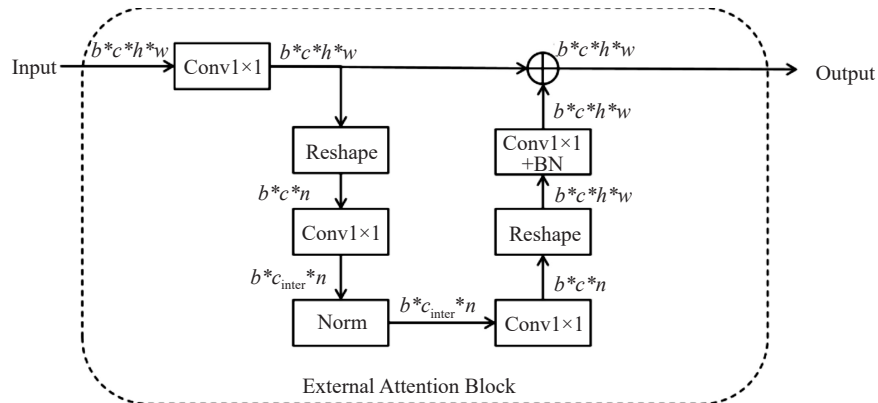 Input
b*c*h*w
Conv1×1
b*c*h*w
b*c*h*w
Output
Reshape
b*c*n
Conv1×1
b*c_inter*n
Norm
b*c_inter*n
Conv1×1
b*c*n
Reshape
b*c*h*w
Conv1×1
+BN
b*c*h*w
External Attention Block